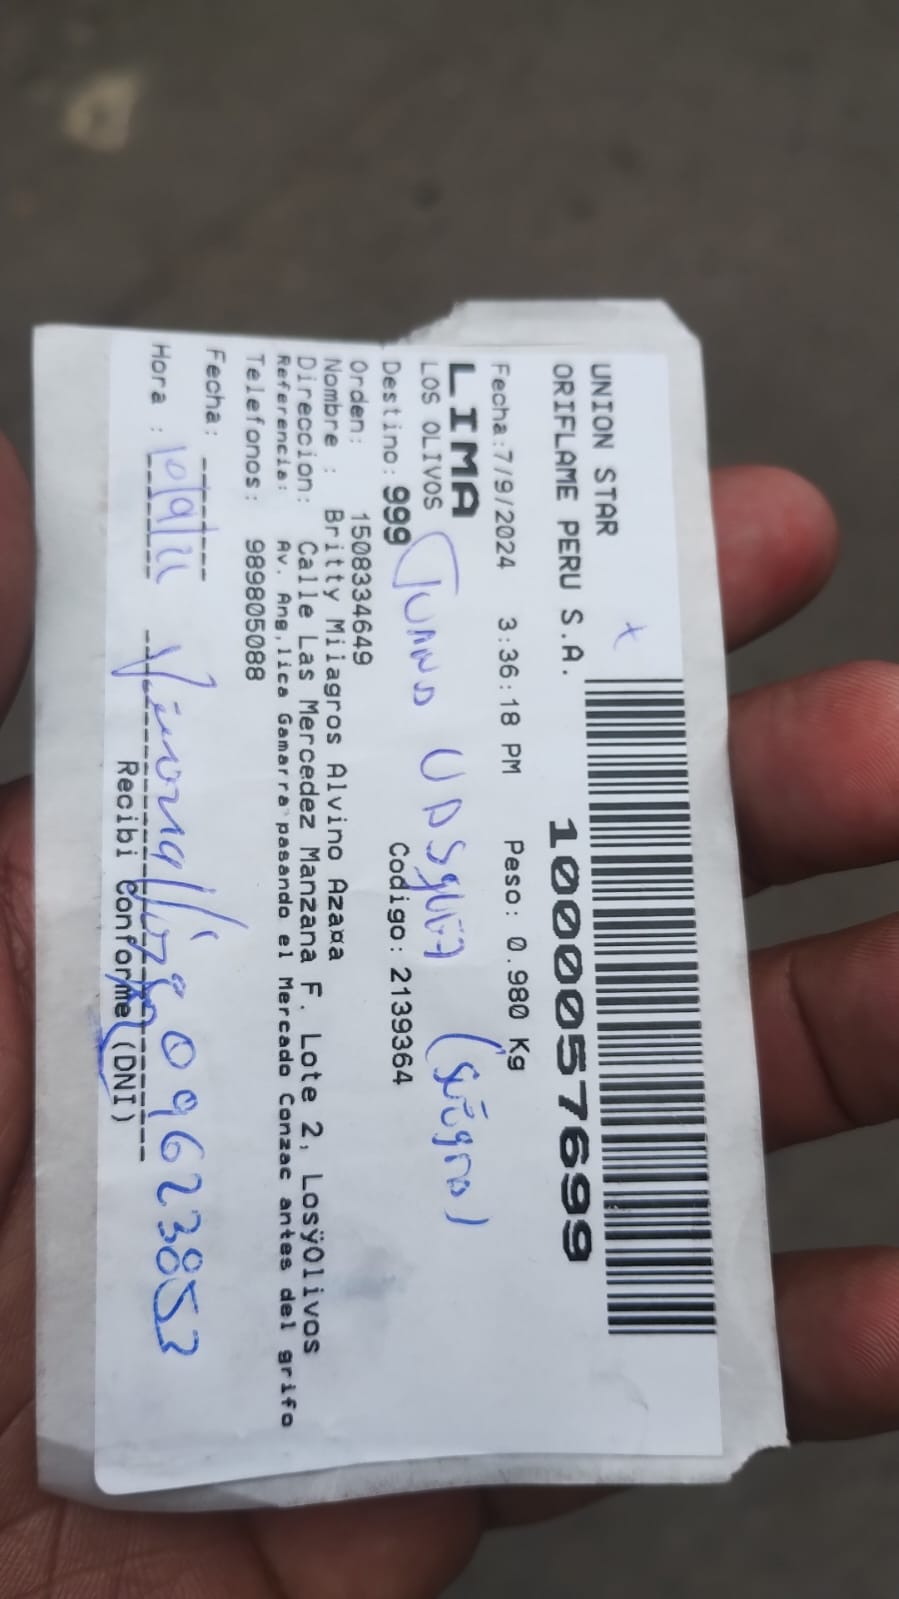 UNION STAR
ORIFLAME PERU S.A. 1000057699
Fecha:7/9/2024 3:36:18 PM Peso: 0.980 Kg
LIMA
LOS OLIVOS
Destino: 999 Codigo: 2139364
Orden: 1508334649
Nombre : Britty Milagros Alvino Aza¤a
Direccion: Calle Las Mercedez Manzana F. Lote 2, LosÿOlivos
Referencia: Av. Ang‚lica Gamarra pasando el Mercado Conzac antes del grifo
Telefonos: 989805088
Fecha:
Hora : 09623853
Recibi Conforme (DNI)